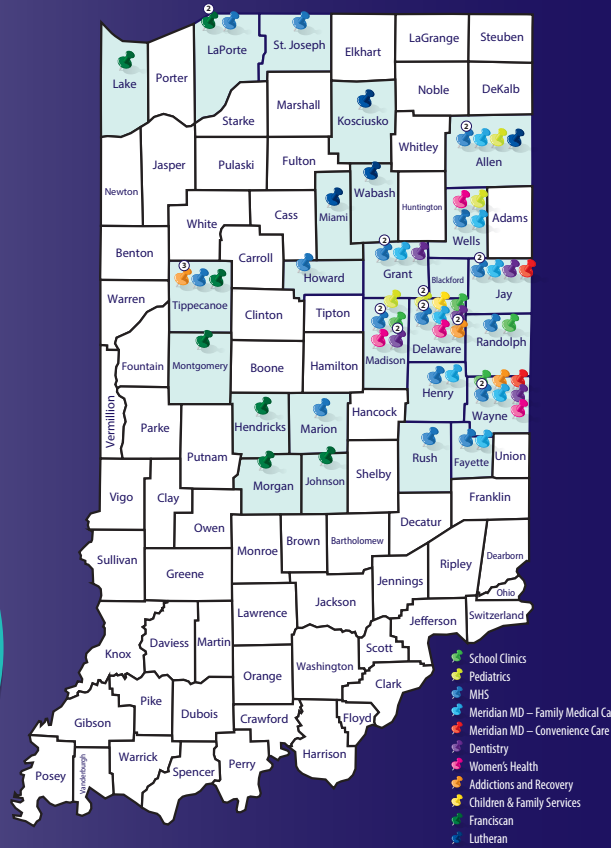 2
LaPorte
St. Joseph
Elkhart
LaGrange
Steuben
Lake
Porter
Noble
DeKalb
Starke
Marshall
Kosciusko
2
Allen
Whitley
Newton
Jasper
Pulaski
Fulton
Wabash
Miami
Huntington
Wells
Adams
White
Cass
Benton
Carroll
Howard
2
Grant
Blackford
2
Jay
3
Tippecanoe
Warren
Clinton
Tipton
2
2
Madison
2
2
2
Delaware
Randolph
Fountain
Montgomery
Boone
Hamilton
Henry
2
Wayne
Vermillion
Parke
Hendricks
Marion
Hancock
Putnam
Rush
Fayette
Union
Morgan
Johnson
Shelby
Franklin
Vigo
Clay
Owen
Decatur
Monroe
Brown
Bartholomew
Sullivan
Greene
Ripley
Dearborn
Jennings
Ohio
Jackson
Lawrence
Jefferson
Switzerland
Knox
Daviess
Martin
Scott
Washington
Orange
Clark
Pike
Dubois
Crawford
Floyd
Gibson
Harrison
Posey
Vanderburgh
Warrick
Spencer
Perry
School Clinics
Pediatrics
MHS
Meridian MD – Family Medical Ca
Meridian MD – Convenience Care
Dentistry
Women's Health
Addictions and Recovery
Children & Family Services
Franciscan
Lutheran